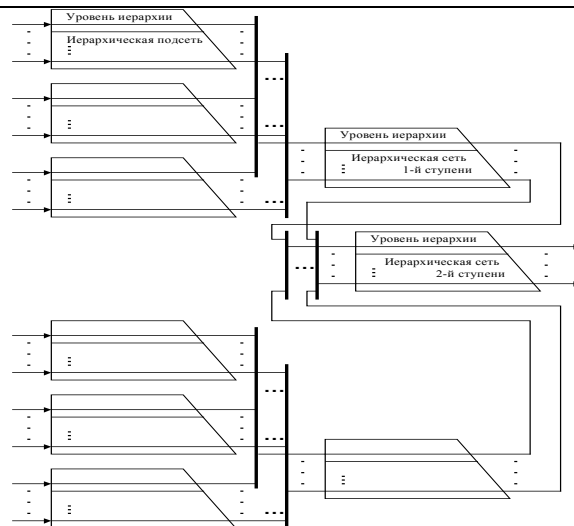 Уровень иерархии
Иерархическая подсеть
Уровень иерархии
Иерархическая сеть
1-й ступени
Уровень иерархии
Иерархическая сеть
2-й ступени